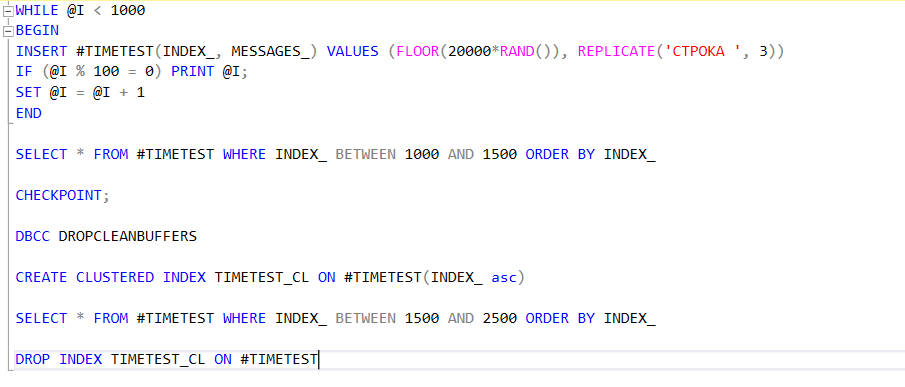 WHILE @I < 1000
BEGIN
INSERT #TIMETEST(INDEX_, MESSAGES_) VALUES (FLOOR(20000*RAND()), REPLICATE('СТРОКА ', 3))
IF (@I % 100 = 0) PRINT @I;
SET @I = @I + 1
END
SELECT * FROM #TIMETEST WHERE INDEX_ BETWEEN 1000 AND 1500 ORDER BY INDEX_
CHECKPOINT;
DBCC DROPCLEANBUFFERS
CREATE CLUSTERED INDEX TIMETEST_CL ON #TIMETEST(INDEX_ asc)
SELECT * FROM #TIMETEST WHERE INDEX_ BETWEEN 1500 AND 2500 ORDER BY INDEX_
DROP INDEX TIMETEST_CL ON #TIMETEST